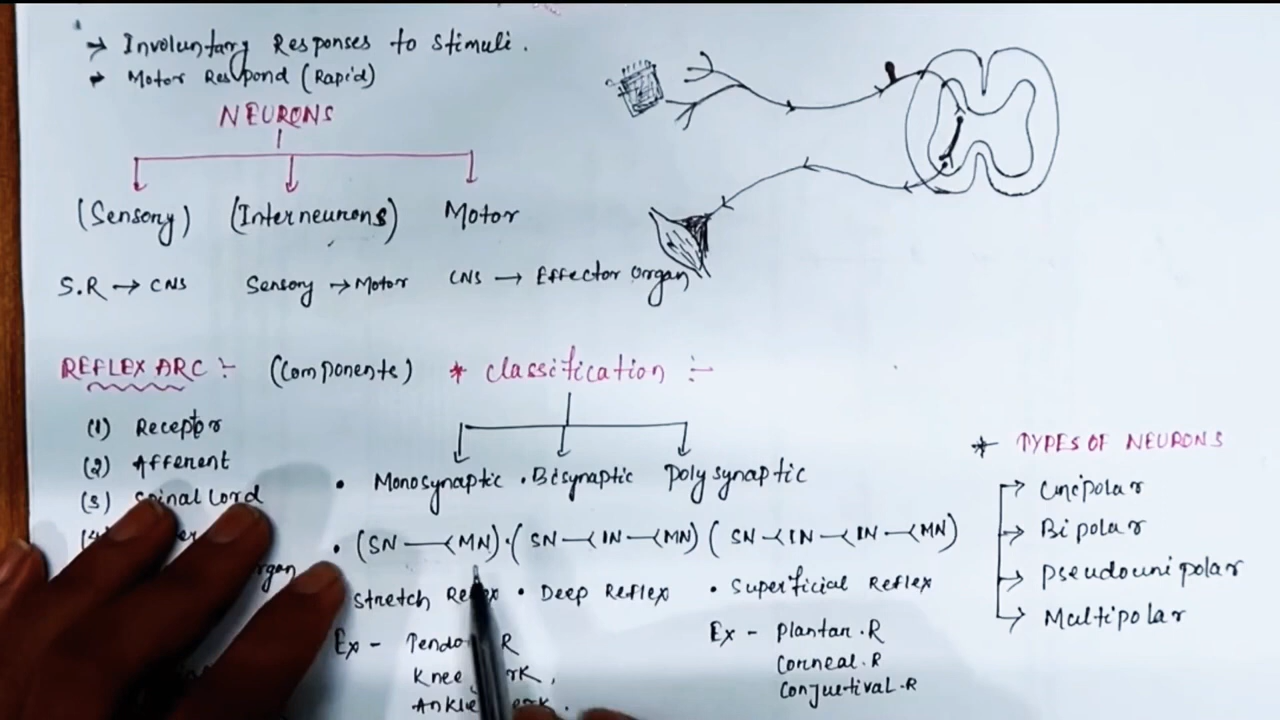 → Involuntary Responses to stimuli.
→ Motor Respond (Rapid)
NEURONS
(Sensory) (Interneurons) Motor
S.R → CNS Sensory → Motor CNS → Effector organ
REFLEX ARC :- (Components) * Classification :-
(1) Receptor
(2) Afferent
(3) Spinal Cord
• Monosynaptic • Bisynaptic Polysynaptic
• (SN —< MN) • (SN —< IN —< MN) (SN —< IN —< IN —< MN)
Stretch • Deep Reflex • Superficial Reflex
Ex - R
Knee
Ankle
Ex - Plantar.R
Corneal.R
Conjuctival.R
* TYPES OF NEURONS
→ Unipolar
→ Bipolar
→ Pseudounipolar
→ Multipolar